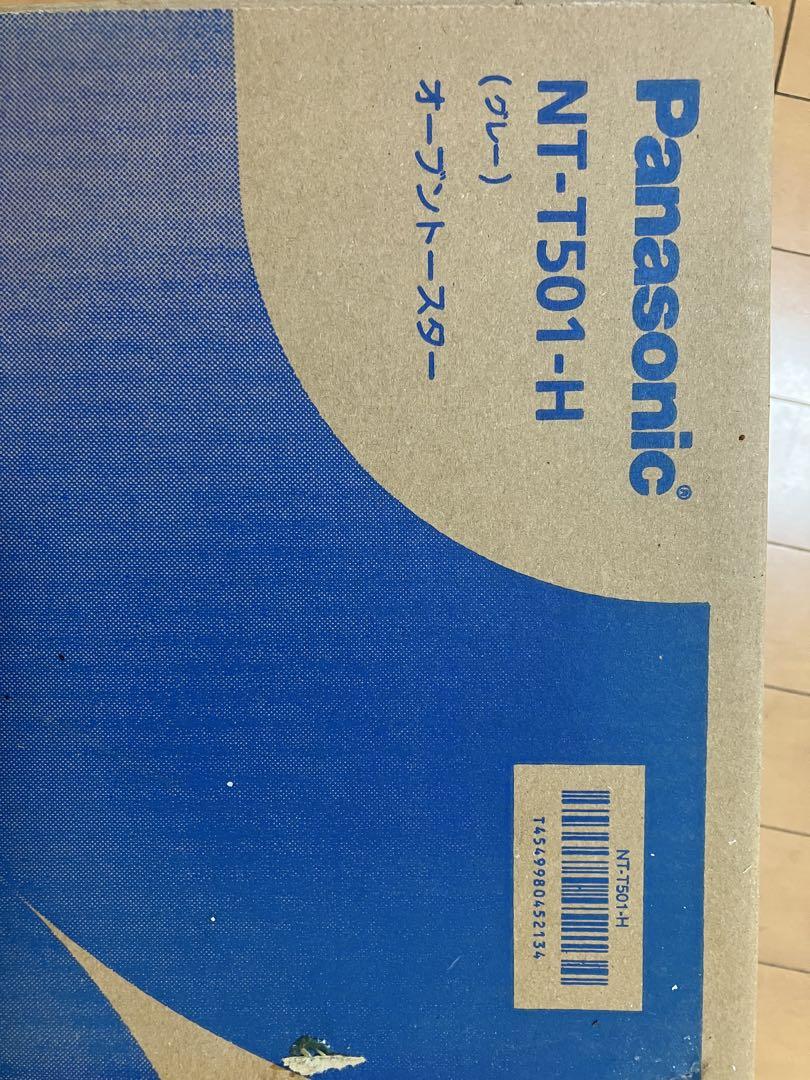 Panasonic®
NT-T501-H
(グレー)
オーブントースター
NT-T501-H
T4549980452134